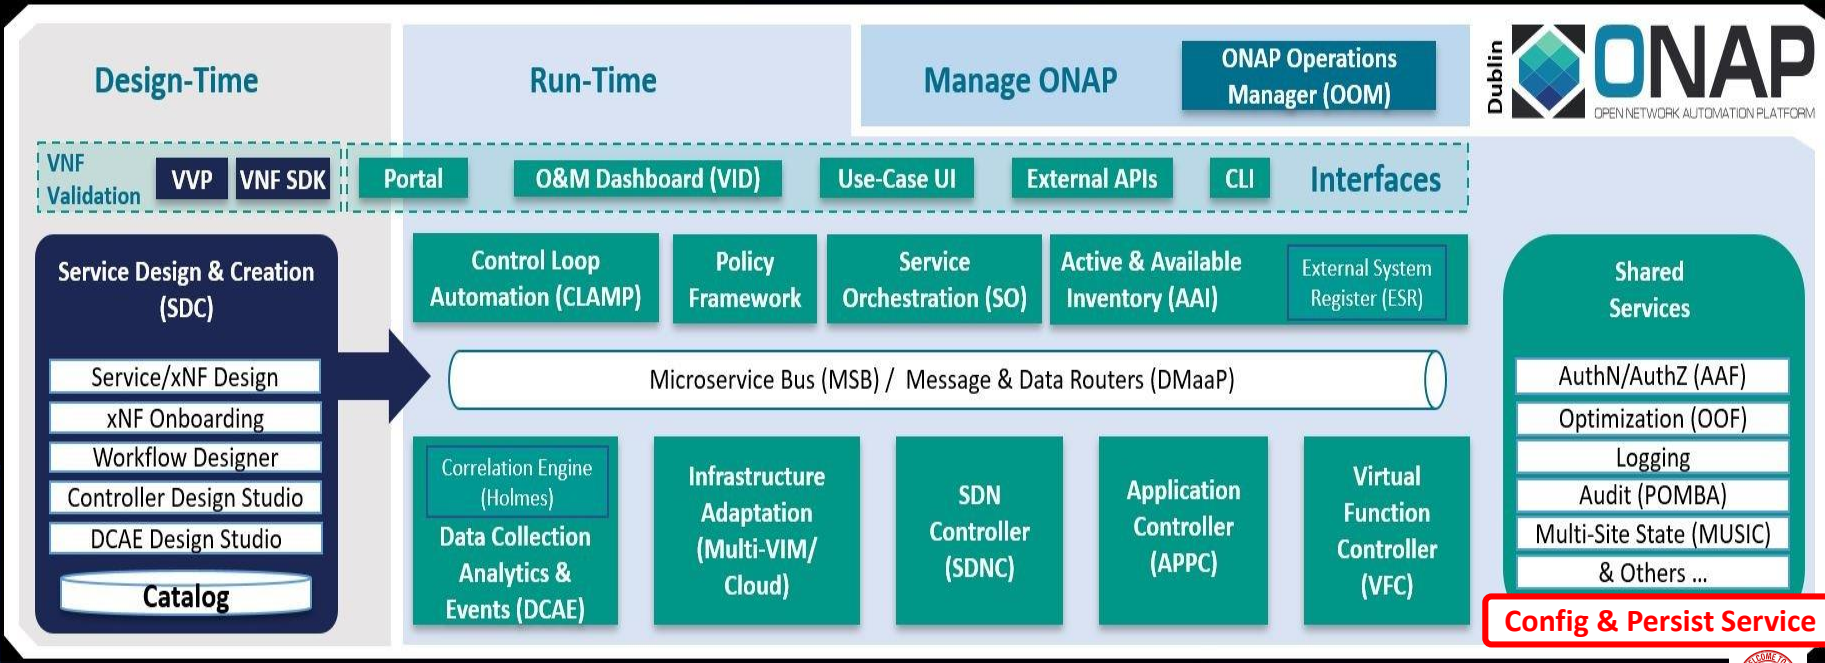 Design-Time
Run-Time
Manage ONAP
ONAP Operations
Manager (OOM)
Dublin
ONAP
OPEN NETWORK AUTOMATION PLATFORM
VNF
Validation
VVP
VNF SDK
Portal
O&M Dashboard (VID)
Use-Case UI
External APIs
CLI
Interfaces
Service Design & Creation
(SDC)
Service/xNF Design
xNF Onboarding
Workflow Designer
Controller Design Studio
DCAE Design Studio
Catalog
Control Loop
Automation (CLAMP)
Policy
Framework
Service
Orchestration (SO)
Active & Available
Inventory (AAI)
External System
Register (ESR)
Microservice Bus (MSB) / Message & Data Routers (DMaaP)
Correlation Engine
(Holmes)
Data Collection
Analytics &
Events (DCAE)
Infrastructure
Adaptation
(Multi-VIM/
Cloud)
SDN
Controller
(SDNC)
Application
Controller
(APPC)
Virtual
Function
Controller
(VFC)
Shared
Services
AuthN/AuthZ (AAF)
Optimization (OOF)
Logging
Audit (POMBA)
Multi-Site State (MUSIC)
& Others ...
Config & Persist Service